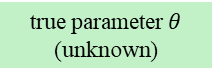 true parameter θ
(unknown)